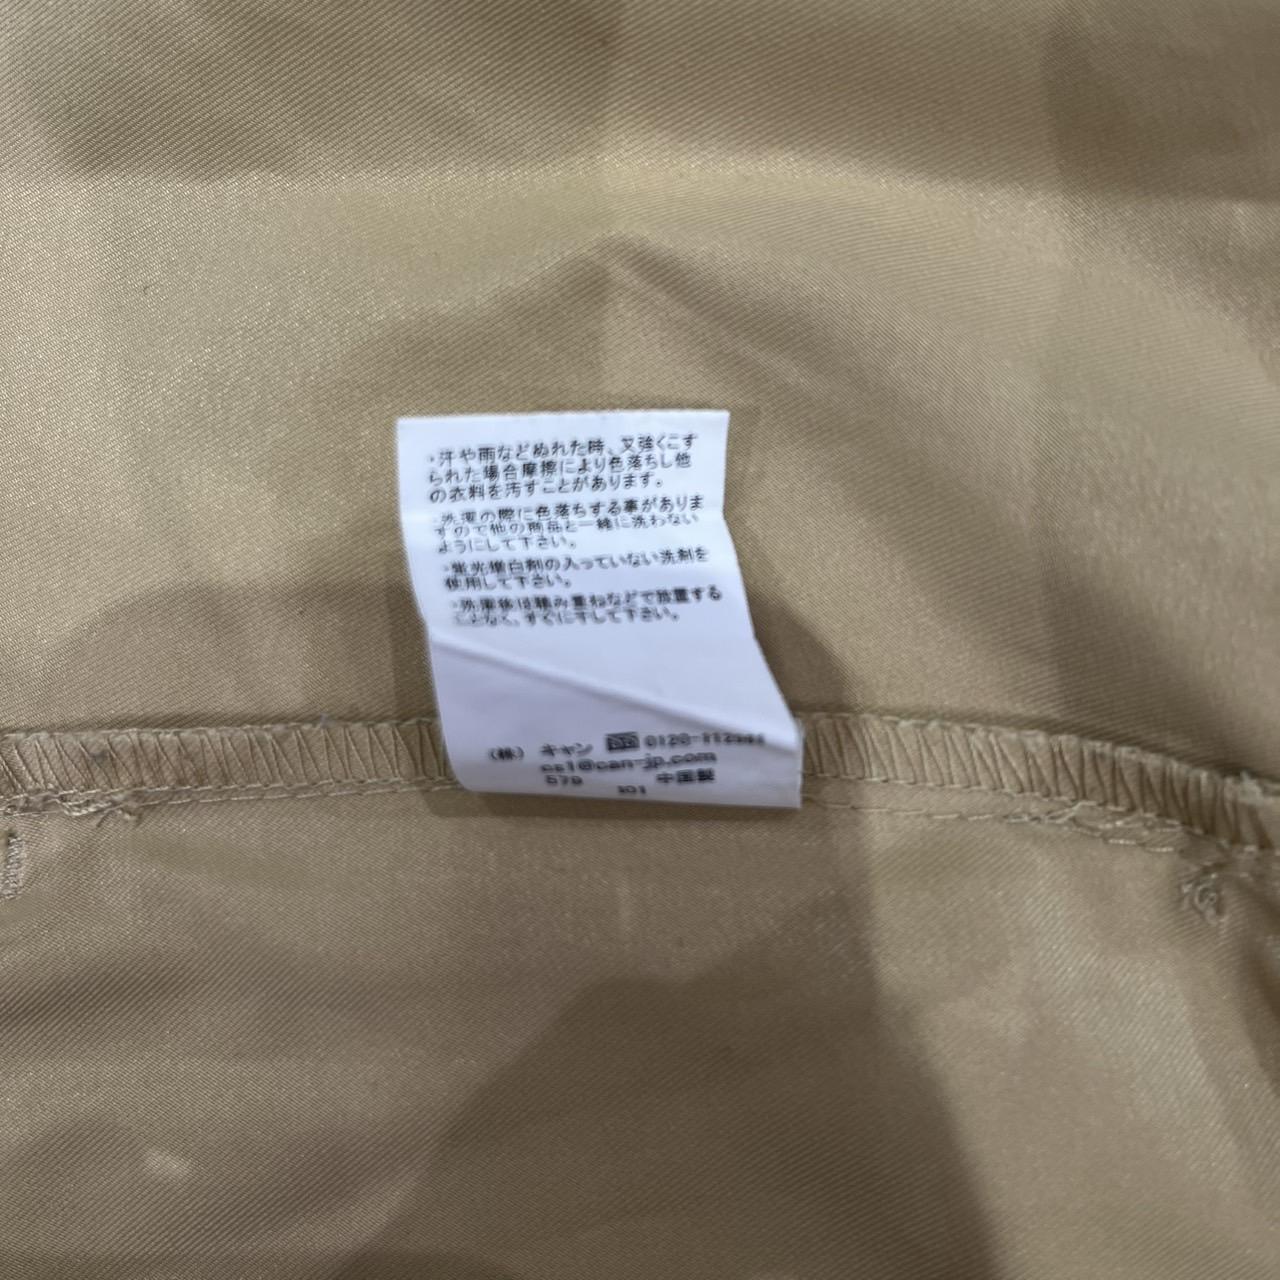 ・汗や雨などぬれた時、又強くこす
られた場合摩擦により色落ちし他
の衣料を汚すことがあります。
・洗濯の際に色落ちする事がありま
すので他の商品と一緒に洗わない
ようにして下さい。
・蛍光増白剤の入っていない洗剤を
使用して下さい。
・洗濯後は積み重ねなどで放置する
ことなく、すぐに干して下さい。
(株) キャン
cs1@can-jp.com
579 中国製
101